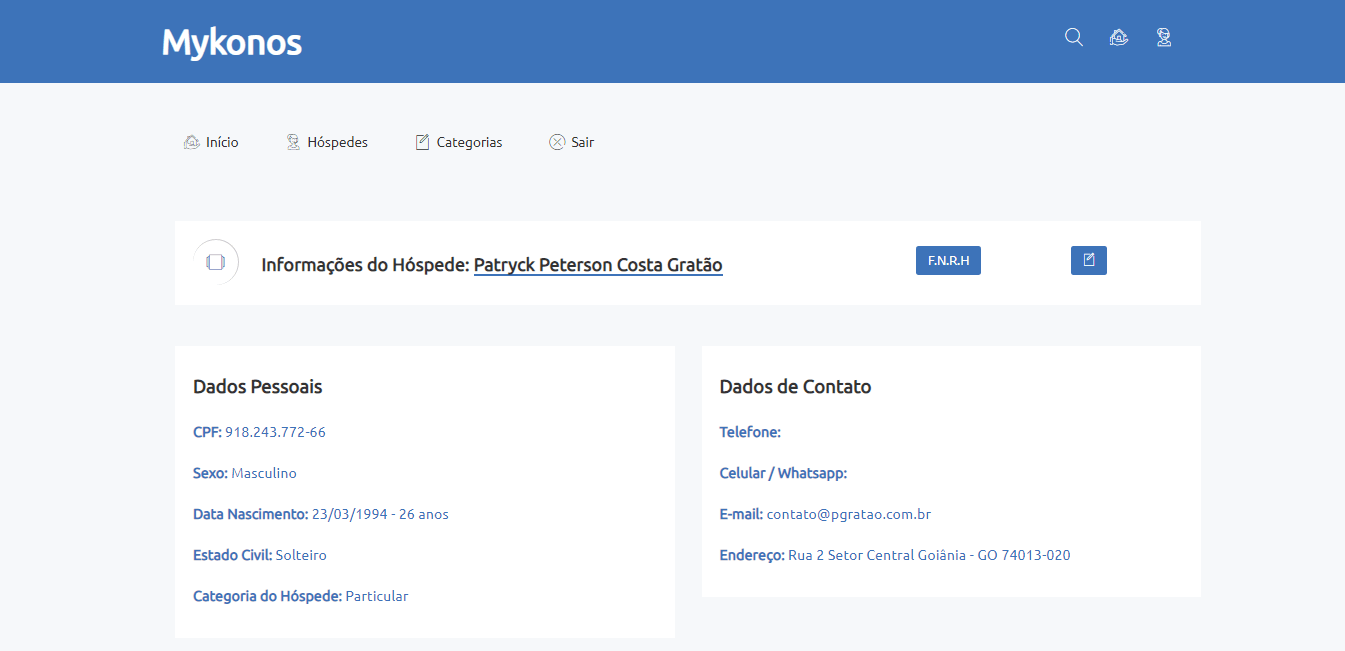 Mykonos
Início Hóspedes Categorias Sair
Informações do Hóspede: Patryck Peterson Costa Gratão F.N.R.H
Dados Pessoais
CPF: 918.243.772-66
Sexo: Masculino
Data Nascimento: 23/03/1994 - 26 anos
Estado Civil: Solteiro
Categoria do Hóspede: Particular
Dados de Contato
Telefone:
Celular / Whatsapp:
E-mail: contato@pgratao.com.br
Endereço: Rua 2 Setor Central Goiânia - GO 74013-020